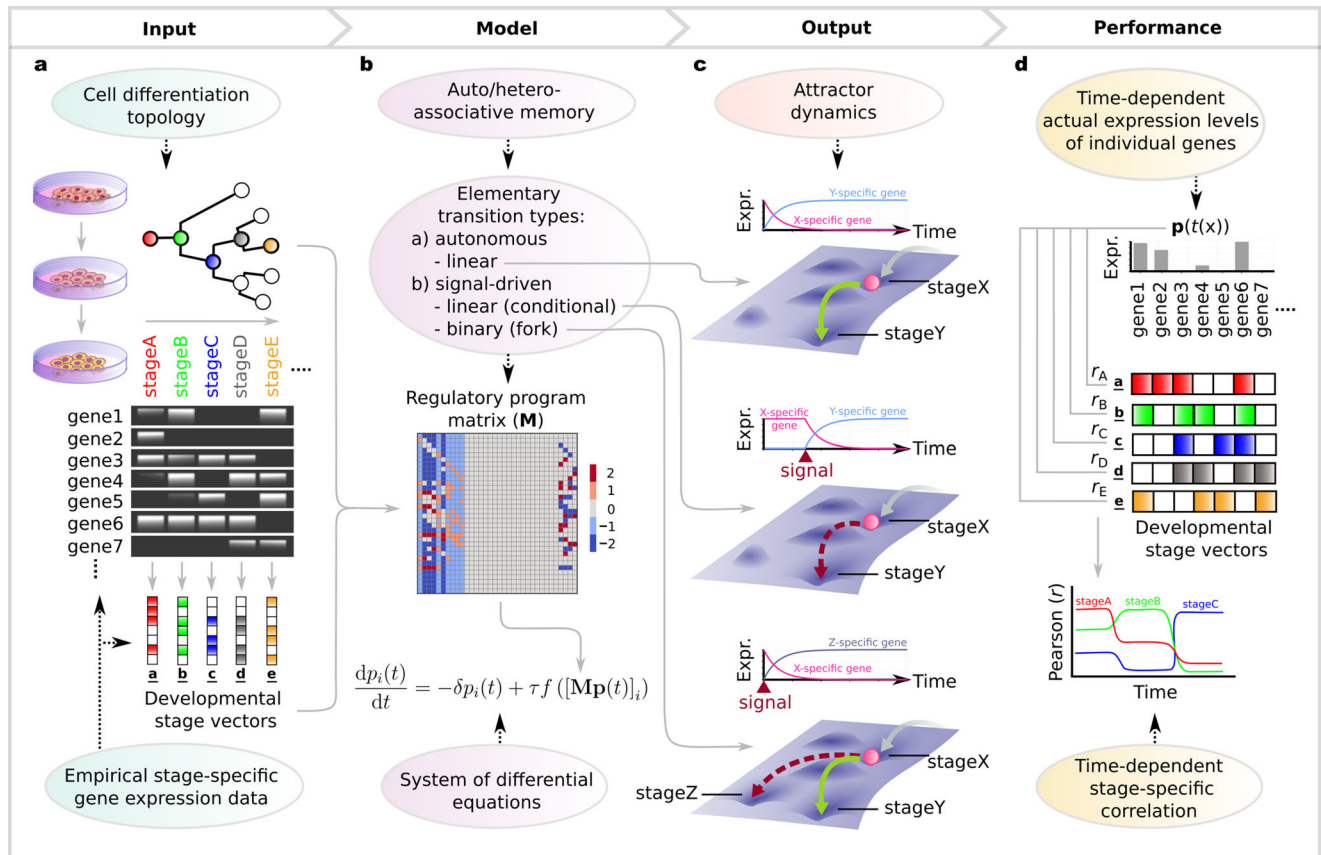 Input
Model
Output
Performance
a
Cell differentiation
topology
stageA
stageB
stageC
stageD
stageE
....
gene1
gene2
gene3
gene4
gene5
gene6
gene7
....
a
b
c
d
e
Developmental
stage vectors
Empirical stage-specific
gene expression data
b
Auto/hetero-
associative memory
Elementary
transition types:
a) autonomous
- linear
b) signal-driven
- linear (conditional)
- binary (fork)
Regulatory program
matrix (M)
2
1
0
−1
−2
dp_i(t)/dt = −δp_i(t) + τ f ([Mp(t)]_i)
System of differential
equations
c
Attractor
dynamics
Expr.
Y-specific gene
X-specific gene
Time
stageX
stageY
Expr.
X-specific
gene
Y-specific gene
Time
signal
stageX
stageY
Expr.
Z-specific gene
X-specific gene
Time
signal
stageX
stageZ
stageY
d
Time-dependent
actual expression levels
of individual genes
p(t(x))
Expr.
gene1
gene2
gene3
gene4
gene5
gene6
gene7
....
r_A a
r_B b
r_C c
r_D d
r_E e
Developmental
stage vectors
Pearson (r)
stageA
stageB
stageC
Time
Time-dependent
stage-specific
correlation